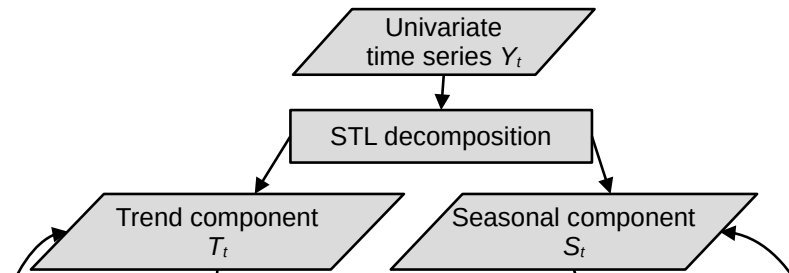 Univariate
time series Yt
STL decomposition
Trend component
Tt
Seasonal component
St